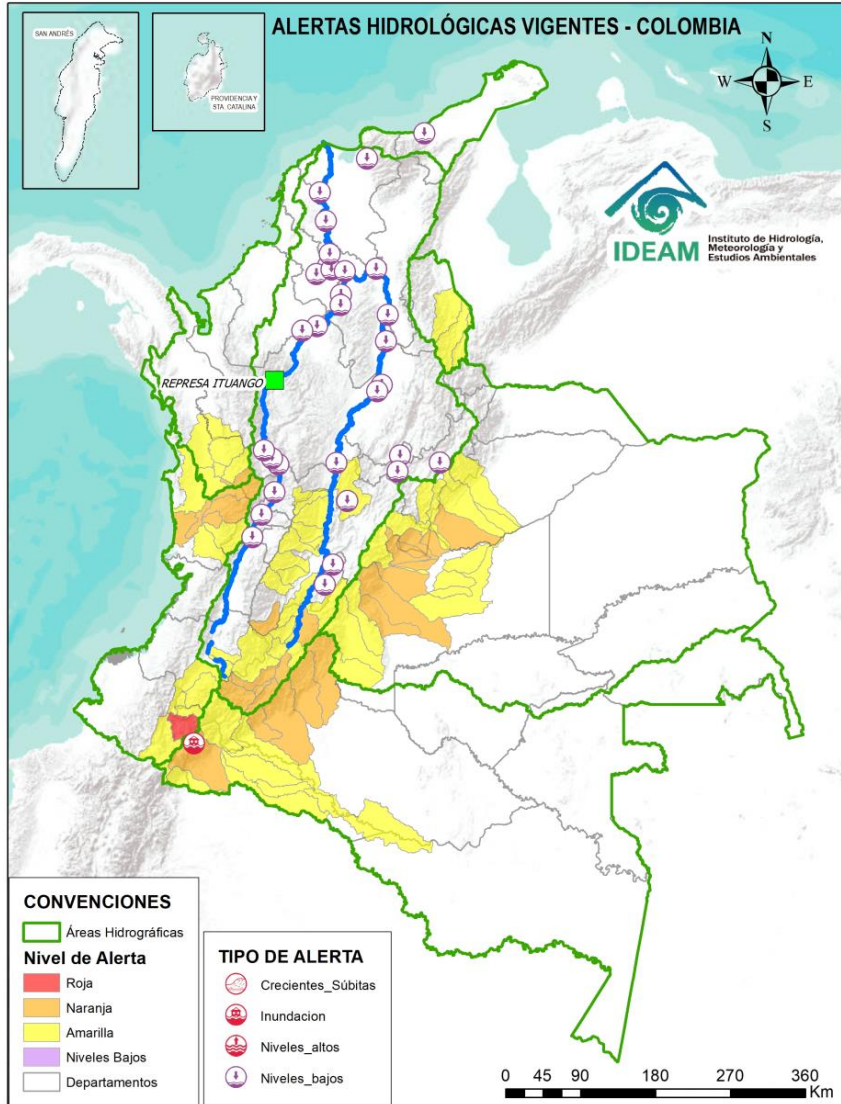 ALERTAS HIDROLÓGICAS VIGENTES - COLOMBIA
SAN ANDRÉS
PROVIDENCIA Y
STA. CATALINA
N
W
E
S
IDEAM
Instituto de Hidrología,
Meteorología y
Estudios Ambientales
REPRESA ITUANGO
CONVENCIONES
Áreas Hidrográficas
Nivel de Alerta
Roja
Naranja
Amarilla
Niveles Bajos
Departamentos
TIPO DE ALERTA
Crecientes_Súbitas
Inundacion
Niveles_altos
Niveles_bajos
0 45 90 180 270 360
Km